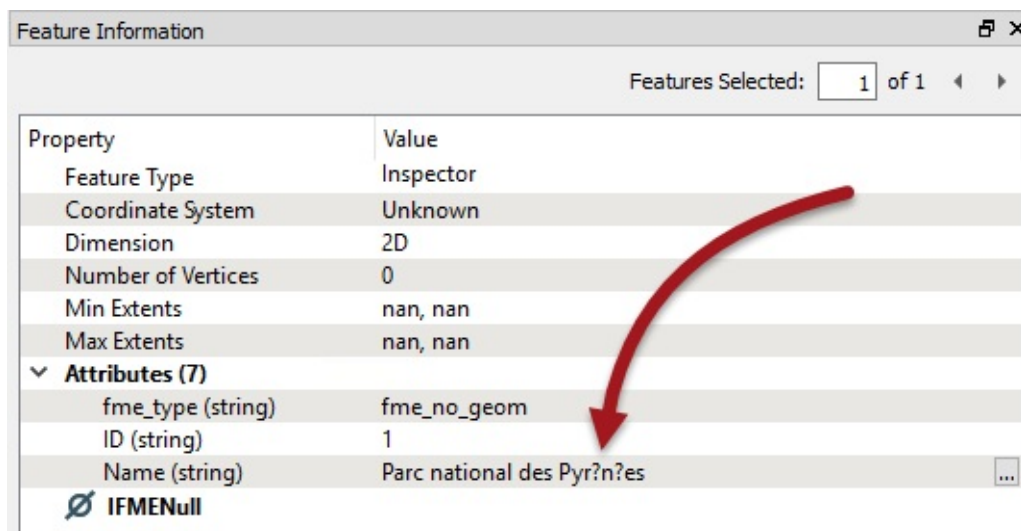 Feature Information
Features Selected: 1 of 1
Property Value
Feature Type Inspector
Coordinate System Unknown
Dimension 2D
Number of Vertices 0
Min Extents nan, nan
Max Extents nan, nan
Attributes (7)
fme_type (string) fme_no_geom
ID (string) 1
Name (string) Parc national des Pyr?n?es ...
IFMENull